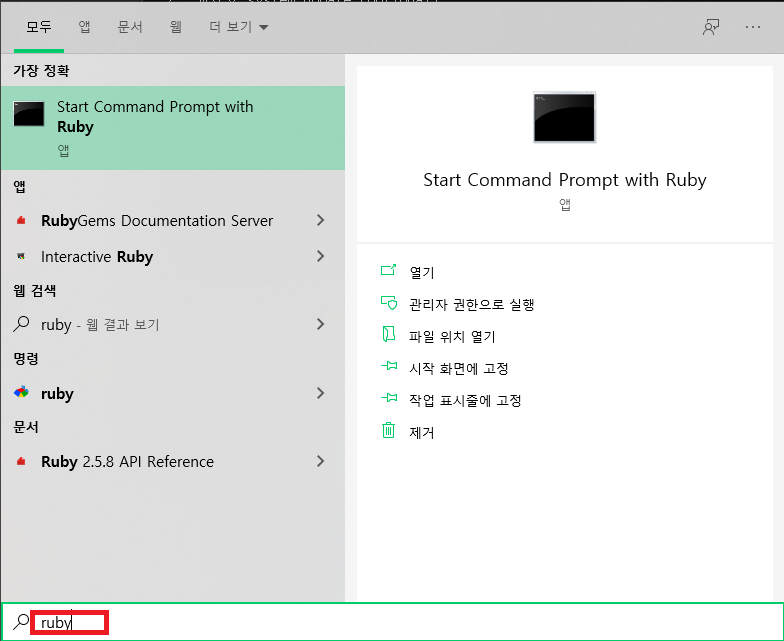 모두 앱 문서 웹 더 보기
가장 정확
Start Command Prompt with
Ruby
앱
앱
RubyGems Documentation Server
Interactive Ruby
웹 검색
ruby - 웹 결과 보기
명령
ruby
문서
Ruby 2.5.8 API Reference
Start Command Prompt with Ruby
앱
열기
관리자 권한으로 실행
파일 위치 열기
시작 화면에 고정
작업 표시줄에 고정
제거
ruby